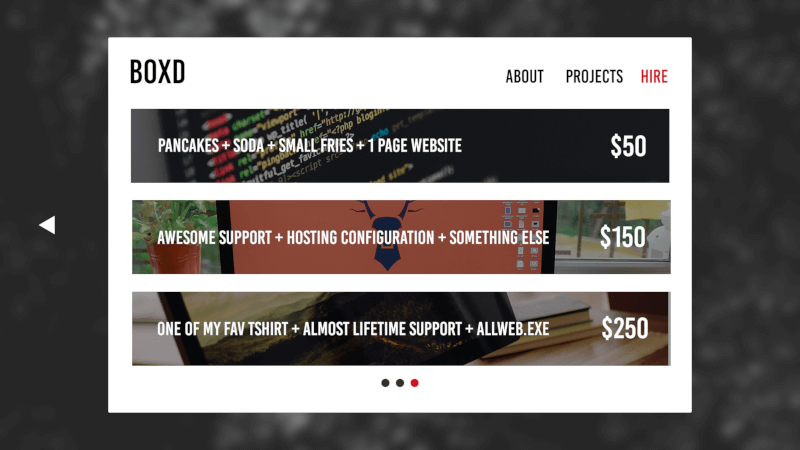 BOXD
ABOUT PROJECTS HIRE
PANCAKES + SODA + SMALL FRIES + 1 PAGE WEBSITE $50
AWESOME SUPPORT + HOSTING CONFIGURATION + SOMETHING ELSE $150
ONE OF MY FAV TSHIRT + ALMOST LIFETIME SUPPORT + ALLWEB.EXE $250